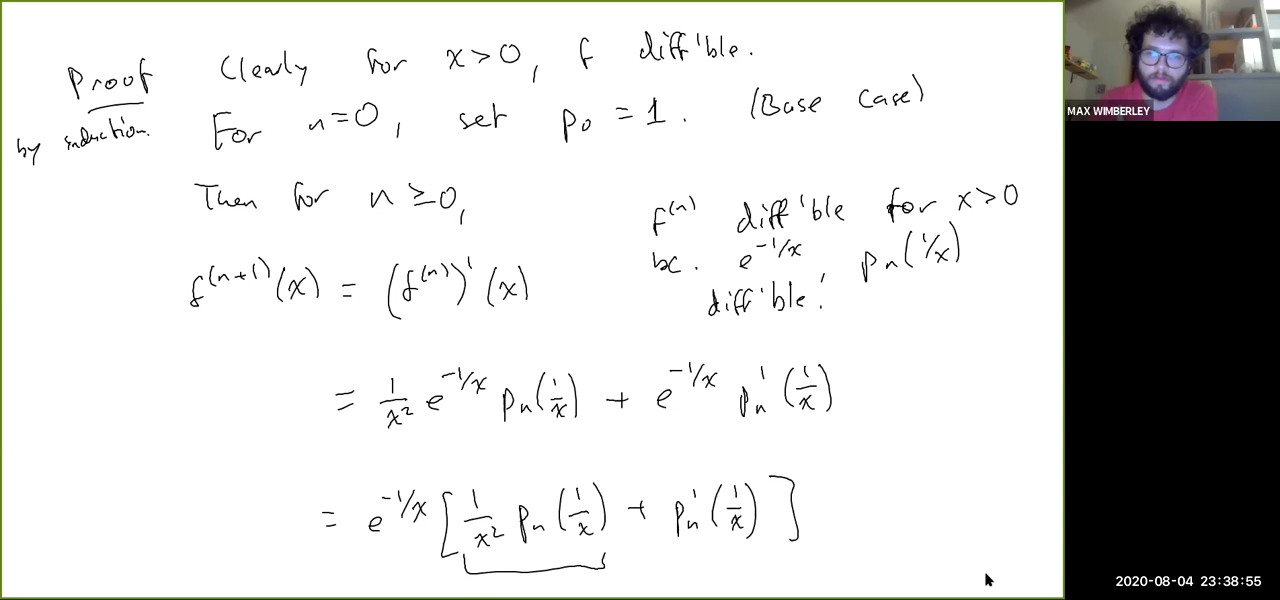 Proof Clearly for x>0, f diff'ble.
by induction. For n=0, set p₀ = 1. (Base Case)
Then for n ≥ 0,
f⁽ⁿ⁾ diff'ble for x>0
bc. e^{-1/x}, pₙ(1/x)
diff'ble!
f⁽ⁿ⁺¹⁾(x) = (f⁽ⁿ⁾)'(x)
= 1/x² e^{-1/x} pₙ(1/x) + e^{-1/x} pₙ'(1/x)
= e^{-1/x} [1/x² pₙ(1/x) + pₙ'(1/x)]
MAX WIMBERLEY
2020-08-04 23:38:55